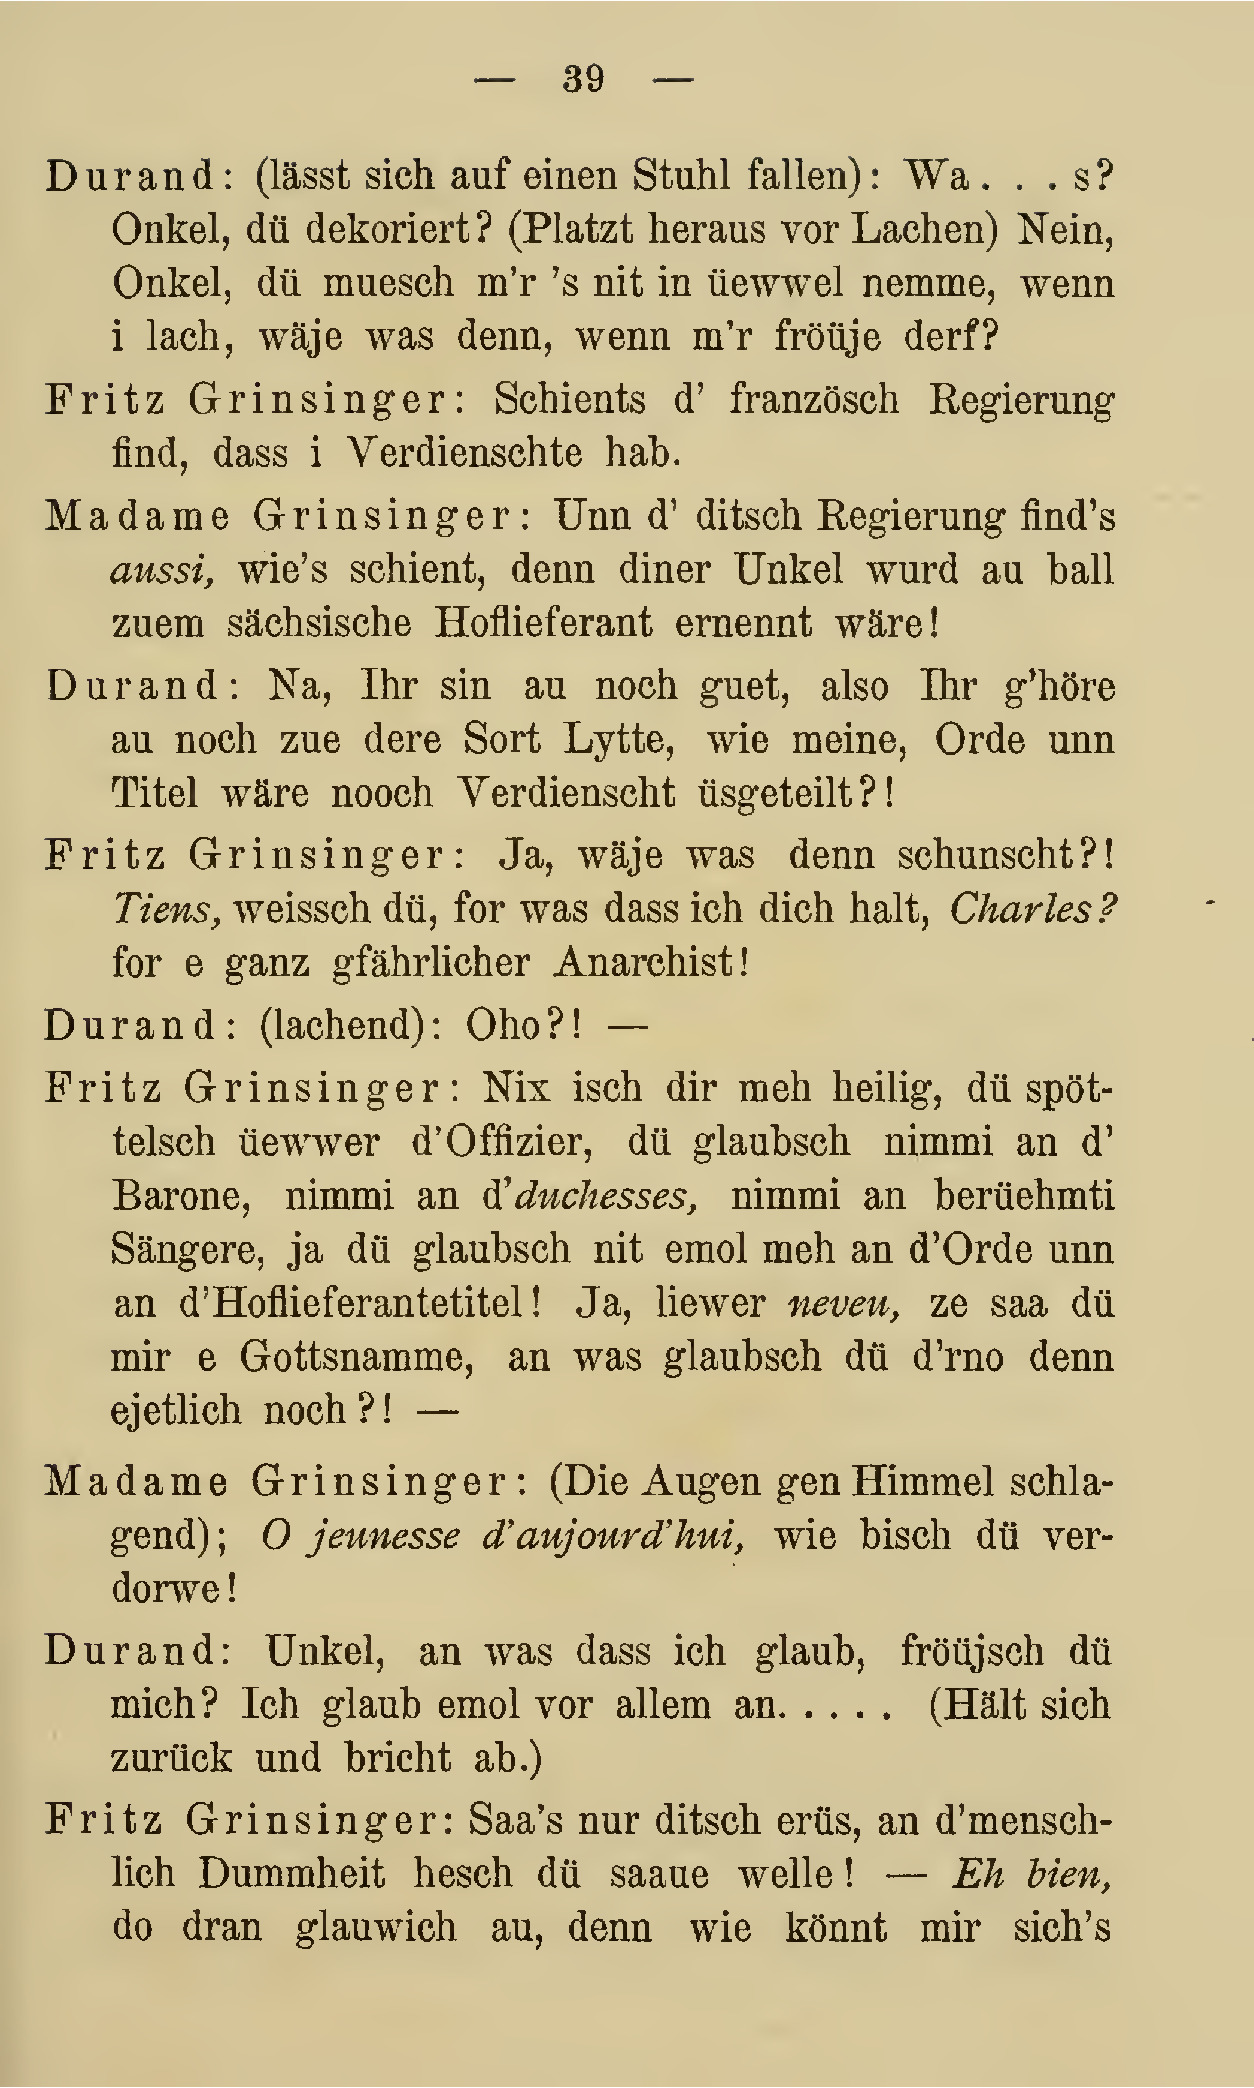 — 39 —
Durand: (lässt sich auf einen Stuhl fallen): Wa . . . s?
Onkel, dü dekoriert? (Platzt heraus vor Lachen) Nein,
Onkel, dü muesch m'r 's nit in üewwel nemme, wenn
i lach, wäje was denn, wenn m'r fröüje derf?
Fritz Grinsinger: Schients d' französch Regierung
find, dass i Verdienschte hab.
Madame Grinsinger: Unn d' ditsch Regierung find's
aussi, wie's schient, denn diner Unkel wurd au ball
zuem sächsische Hoflieferant ernennt wäre!
Durand: Na, Ihr sin au noch guet, also Ihr g'höre
au noch zue dere Sort Lytte, wie meine, Orde unn
Titel wäre nooch Verdienscht üsgeteilt?!
Fritz Grinsinger: Ja, wäje was denn schunscht?!
Tiens, weissch dü, for was dass ich dich halt, Charles?
for e ganz gfährlicher Anarchist!
Durand: (lachend): Oho?! —
Fritz Grinsinger: Nix isch dir meh heilig, dü spöt-
telsch üewwer d'Offizier, dü glaubsch nimmi an d'
Barone, nimmi an d'duchesses, nimmi an berüehmti
Sängere, ja dü glaubsch nit emol meh an d'Orde unn
an d'Hoflieferantetitel! Ja, liewer neveu, ze saa dü
mir e Gottsnamme, an was glaubsch dü d'rno denn
ejetlich noch?! —
Madame Grinsinger: (Die Augen gen Himmel schla-
gend); O jeunesse d'aujourd'hui, wie bisch dü ver-
dorwe!
Durand: Unkel, an was dass ich glaub, fröüjsch dü
mich? Ich glaub emol vor allem an. . . . . (Hält sich
zurück und bricht ab.)
Fritz Grinsinger: Saa's nur ditsch erüs, an d'mensch-
lich Dummheit hesch dü saaue welle! — Eh bien,
do dran glauwich au, denn wie könnt mir sich's